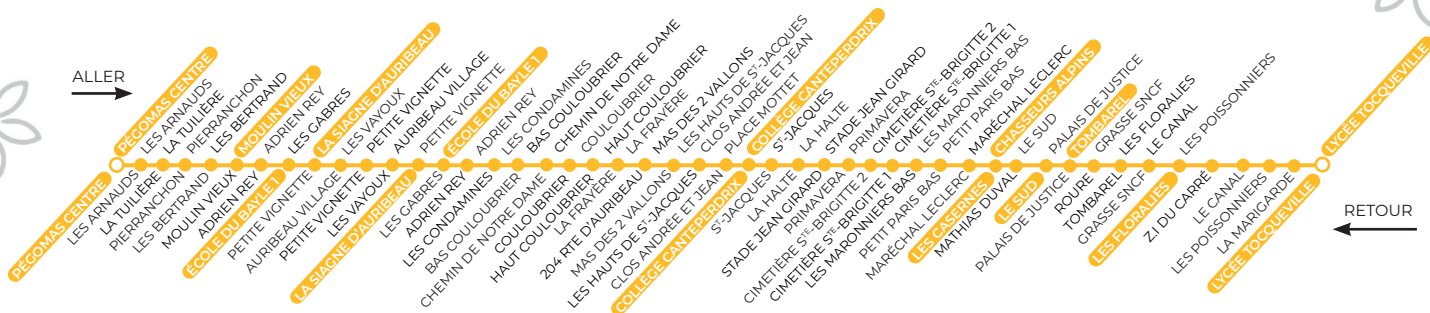 ALLER
PÉGOMAS CENTRE
LES ARNAUDS
LA TUILIÈRE
PIERRANCHON
LES BERTRAND
MOULIN VIEUX
ADRIEN REY
LES GABRES
LA SIAGNE D'AURIBEAU
LES VAYOUX
PETITE VIGNETTE
AURIBEAU VILLAGE
PETITE VIGNETTE
ÉCOLE DU BAYLE 1
ADRIEN REY
LES CONDAMINES
BAS COULOUBRIER
CHEMIN DE NOTRE DAME
COULOUBRIER
HAUT COULOUBRIER
LA FRAYÈRE
MAS DES 2 VALLONS
LES HAUTS DE ST-JACQUES
CLOS ANDRÉE ET JEAN
PLACE MOTTET
COLLÈGE CANTEPERDRIX
ST-JACQUES
LA HALTE
STADE JEAN GIRARD
PRIMAVERA
CIMETIÈRE STE-BRIGITTE 2
CIMETIÈRE STE-BRIGITTE 1
LES MARONNIERS BAS
PETIT PARIS BAS
MARÉCHAL LECLERC
CHASSEURS ALPINS
LE SUD
PALAIS DE JUSTICE
TOMBAREL
GRASSE SNCF
LES FLORALIES
LE CANAL
LES POISSONNIERS
LYCÉE TOCQUEVILLE
RETOUR
PÉGOMAS CENTRE
LES ARNAUDS
LA TUILIÈRE
PIERRANCHON
LES BERTRAND
MOULIN VIEUX
ADRIEN REY
ÉCOLE DU BAYLE 1
PETITE VIGNETTE
AURIBEAU VILLAGE
PETITE VIGNETTE
LES VAYOUX
LA SIAGNE D'AURIBEAU
LES GABRES
ADRIEN REY
LES CONDAMINES
BAS COULOUBRIER
CHEMIN DE NOTRE DAME
COULOUBRIER
HAUT COULOUBRIER
LA FRAYÈRE
204 RTE D'AURIBEAU
MAS DES 2 VALLONS
LES HAUTS DE ST-JACQUES
CLOS ANDRÉE ET JEAN
COLLÈGE CANTEPERDRIX
ST-JACQUES
LA HALTE
STADE JEAN GIRARD
PRIMAVERA
CIMETIÈRE STE-BRIGITTE 2
CIMETIÈRE STE-BRIGITTE 1
LES MARONNIERS BAS
PETIT PARIS BAS
MARÉCHAL LECLERC
LES CASERNES
MATHIAS DUVAL
LE SUD
PALAIS DE JUSTICE
ROURE
TOMBAREL
GRASSE SNCF
LES FLORALIES
Z.I DU CARRÉ
LE CANAL
LES POISSONNIERS
LA MARIGARDE
LYCÉE TOCQUEVILLE